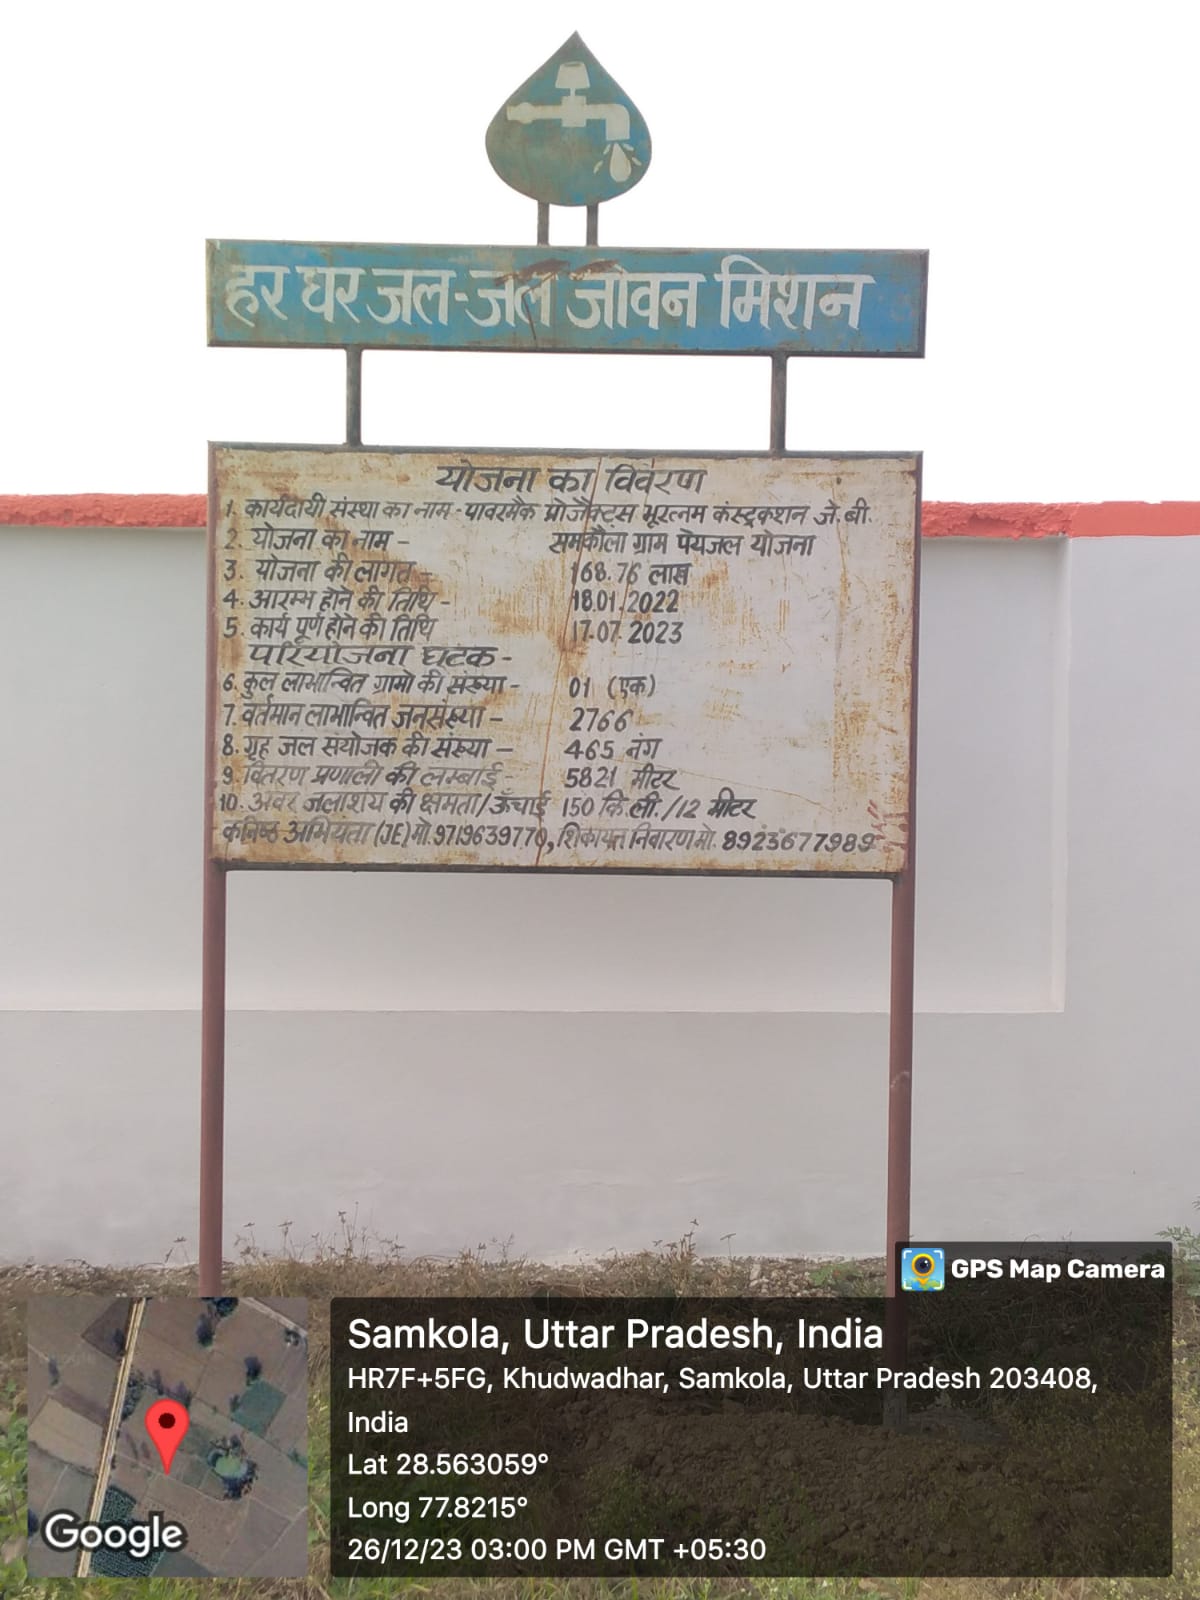 हर घर जल-जल जीवन मिशन
योजना का विवरण
1. कार्यदायी संस्था का नाम - पावरमैक प्रोजैक्ट्स भूरत्नम कंस्ट्रकशन जे.बी.
2. योजना का नाम - समकौला ग्राम पेयजल योजना
3. योजना की लागत - 168.76 लाख
4. आरम्भ होने की तिथि - 18.01.2022
5. कार्य पूर्ण होने की तिथि 17.07.2023
परियोजना घटक-
6. कुल लाभान्वित ग्रामो की संख्या - 01 (एक)
7. वर्तमान लाभान्वित जनसंख्या - 2766
8. गृह जल संयोजक की संख्या - 465 नग
9. वितरण प्रणाली की लम्बाई - 5821 मीटर
10. अवर जलाशय की क्षमता/ऊँचाई 150 कि.ली./12 मीटर
कनिष्ठ अभियंता (JE) मो. 9719639770, शिकायत निवारण मो. 8923677989
GPS Map Camera
Samkola, Uttar Pradesh, India
HR7F+5FG, Khudwadhar, Samkola, Uttar Pradesh 203408,
India
Lat 28.563059°
Long 77.8215°
26/12/23 03:00 PM GMT +05:30
Google